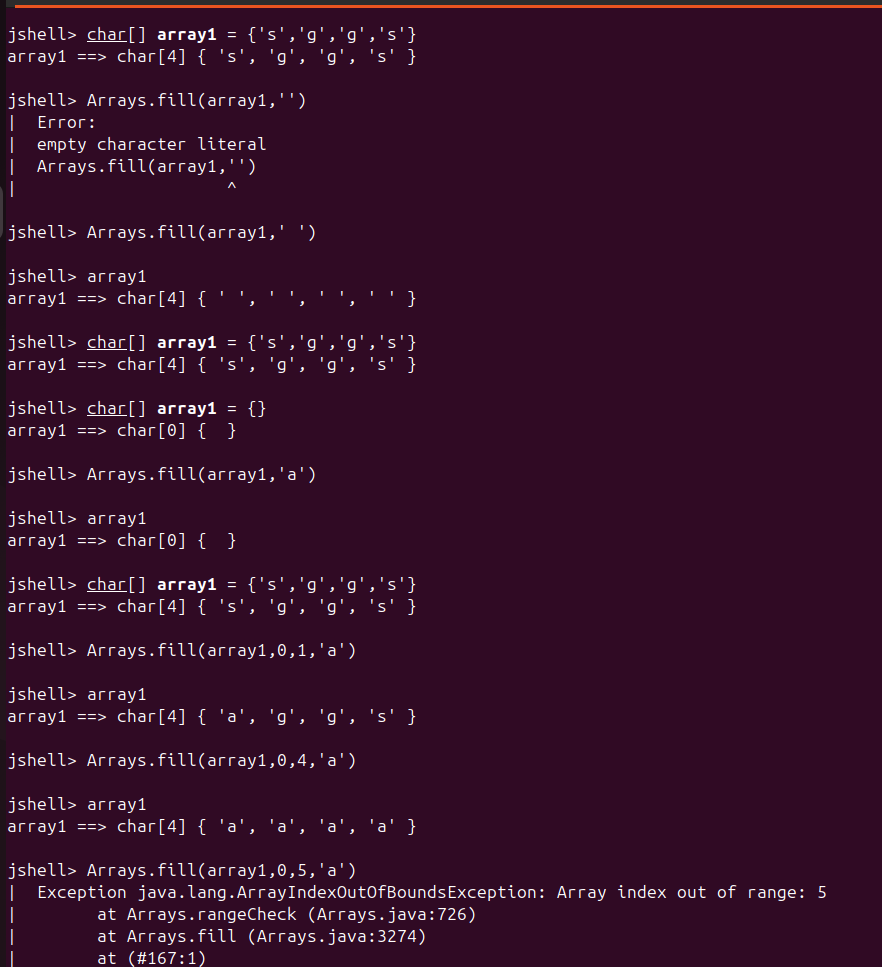 jshell> char[] array1 = {'s','g','g','s'}
array1 ==> char[4] { 's', 'g', 'g', 's' }
jshell> Arrays.fill(array1,'')
|  Error:
|  empty character literal
|  Arrays.fill(array1,'')
|                     ^
jshell> Arrays.fill(array1,' ')
jshell> array1
array1 ==> char[4] { ' ', ' ', ' ', ' ' }
jshell> char[] array1 = {'s','g','g','s'}
array1 ==> char[4] { 's', 'g', 'g', 's' }
jshell> char[] array1 = {}
array1 ==> char[0] {  }
jshell> Arrays.fill(array1,'a')
jshell> array1
array1 ==> char[0] {  }
jshell> char[] array1 = {'s','g','g','s'}
array1 ==> char[4] { 's', 'g', 'g', 's' }
jshell> Arrays.fill(array1,0,1,'a')
jshell> array1
array1 ==> char[4] { 'a', 'g', 'g', 's' }
jshell> Arrays.fill(array1,0,4,'a')
jshell> array1
array1 ==> char[4] { 'a', 'a', 'a', 'a' }
jshell> Arrays.fill(array1,0,5,'a')
|  Exception java.lang.ArrayIndexOutOfBoundsException: Array index out of range: 5
|        at Arrays.rangeCheck (Arrays.java:726)
|        at Arrays.fill (Arrays.java:3274)
|        at (#167:1)